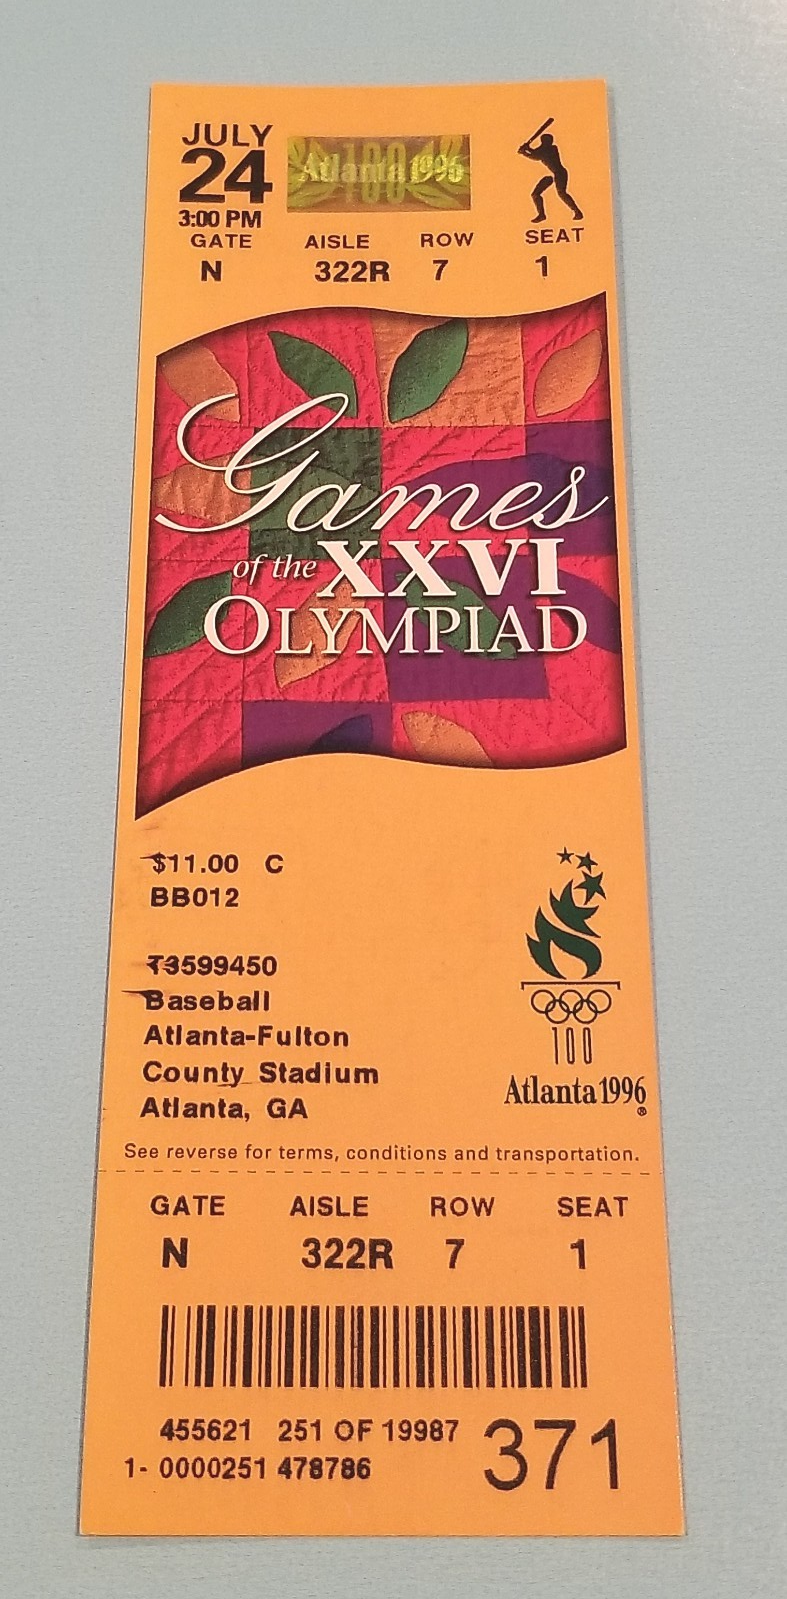 JULY
24
3:00 PM
Atlanta 1996
100
GATE AISLE ROW SEAT
N 322R 7 1
Games
of the XXVI
OLYMPIAD
$11.00 C
BB012
T3599450
Baseball
Atlanta-Fulton
County Stadium
Atlanta, GA
100
Atlanta 1996
®
See reverse for terms, conditions and transportation.
GATE AISLE ROW SEAT
N 322R 7 1
455621 251 OF 19987
1- 0000251 478786
371